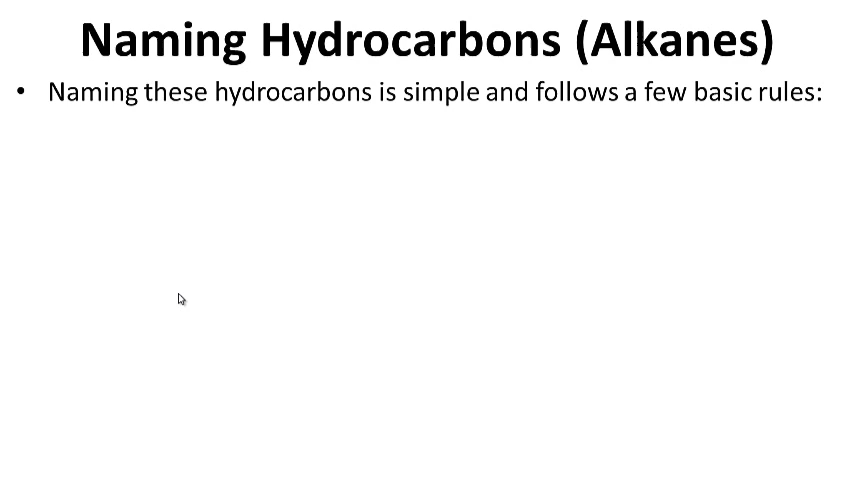 Naming Hydrocarbons (Alkanes)
• Naming these hydrocarbons is simple and follows a few basic rules: